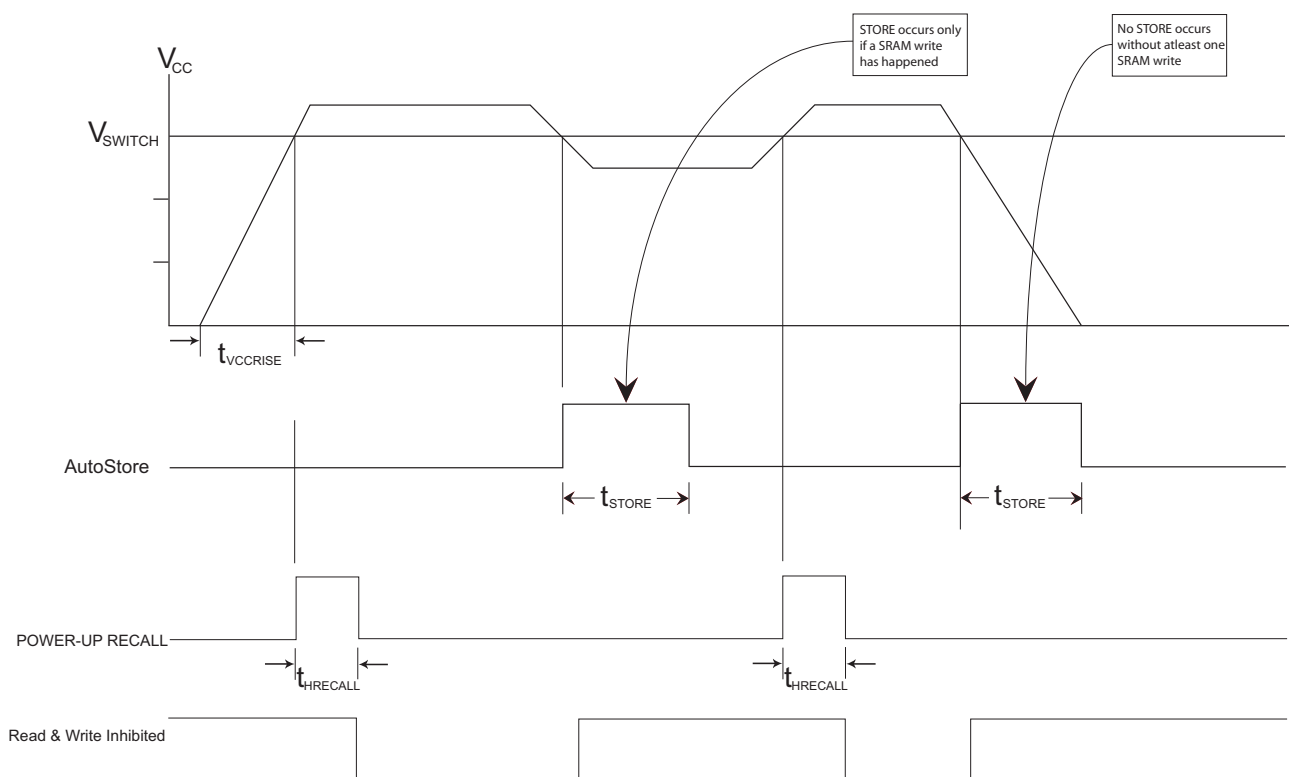 STORE occurs only
if a SRAM write
has happened
No STORE occurs
without atleast one
SRAM write
VCC
VSWITCH
tVCCRISE
AutoStore
tSTORE
tSTORE
POWER-UP RECALL
tHRECALL
tHRECALL
Read & Write Inhibited